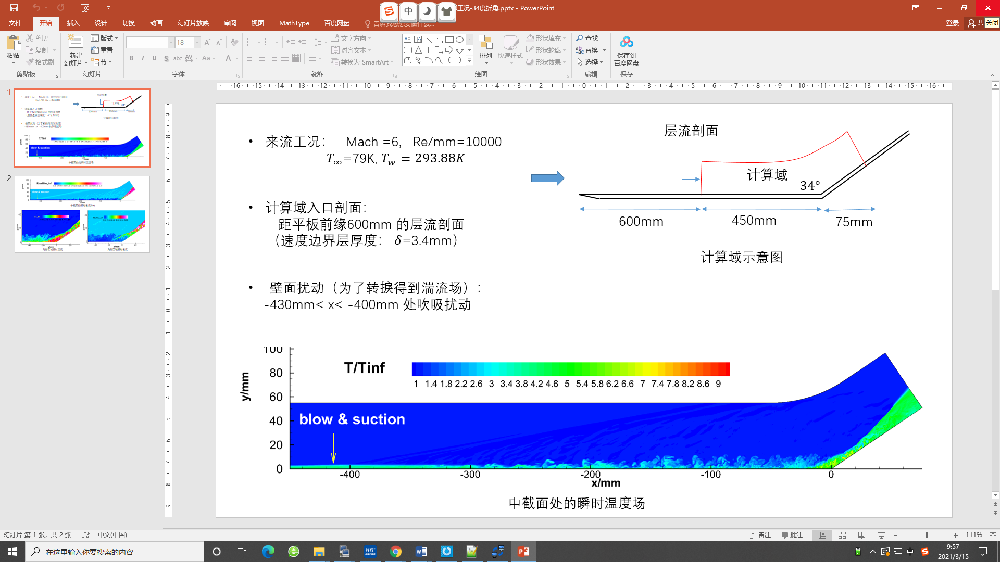 工况-34度折角.pptx - PowerPoint
文件 开始 插入 设计 切换 动画 幻灯片放映 审阅 视图 MathType 百度网盘 告诉我您想要做什么... 登录 共 关闭
粘贴 剪切 复制 格式刷 剪贴板
新建 幻灯片 版式 重置 节 幻灯片
18
B I U S abc AV Aa A 字体
文字方向 对齐文本 转换为 SmartArt 段落
排列 快速样式 形状填充 形状轮廓 形状效果 绘图
查找 替换 选择 编辑
保存到 百度网盘 保存
16 15 14 13 12 11 10 9 8 7 6 5 4 3 2 1 0 1 2 3 4 5 6 7 8 9 10 11 12 13 14 15 16
1
2
• 来流工况： Mach =6, Re/mm=10000
T∞=79K, Tw = 293.88K
• 计算域入口剖面：
距平板前缘600mm 的层流剖面
（速度边界层厚度： δ=3.4mm）
• 壁面扰动（为了转捩得到湍流场）：
-430mm< x< -400mm 处吹吸扰动
层流剖面
计算域
34°
600mm 450mm 75mm
计算域示意图
T/Tinf
1 1.4 1.8 2.2 2.6 3 3.4 3.8 4.2 4.6 5 5.4 5.8 6.2 6.6 7 7.4 7.8 8.2 8.6 9
y/mm
100
80
60
40
20
0
blow & suction
-400 -300 -200 -100 0
x/mm
中截面处的瞬时温度场
幻灯片 第 1 张，共 2 张 中文(中国) 备注 批注 111%
在这里输入你要搜索的内容
中
9:57
2021/3/15